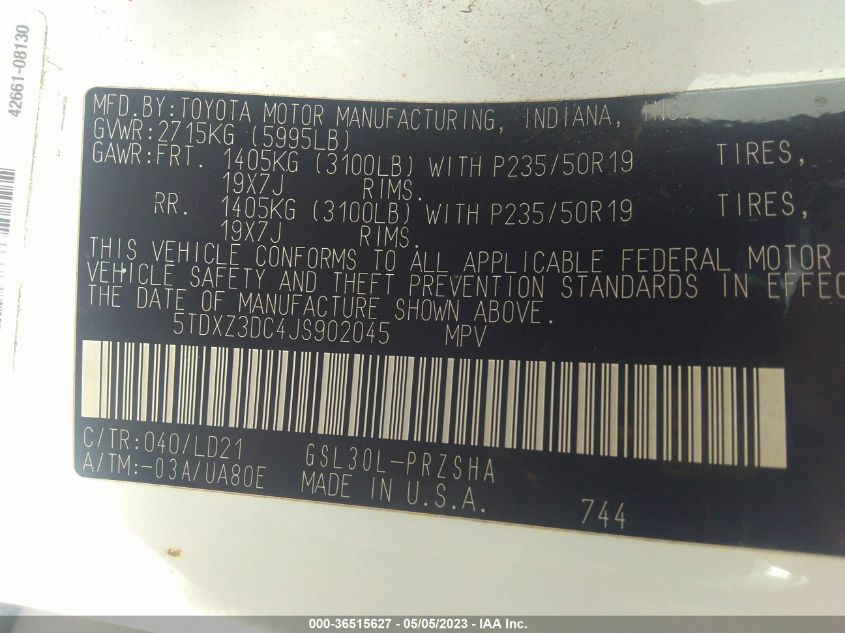 42661-08130
MFD.BY:TOYOTA MOTOR MANUFACTURING, INDIANA, INC.
GVWR:2715KG (5995LB)
GAWR:FRT. 1405KG (3100LB) WITH P235/50R19 TIRES,
19X7J RIMS.
RR. 1405KG (3100LB) WITH P235/50R19 TIRES,
19X7J RIMS.
THIS VEHICLE CONFORMS TO ALL APPLICABLE FEDERAL MOTOR
VEHICLE SAFETY AND THEFT PREVENTION STANDARDS IN EFFEC
THE DATE OF MANUFACTURE SHOWN ABOVE.
5TDXZ3DC4JS902045 MPV
C/TR:040/LD21 GSL30L-PRZSHA
A/TM:-03A/UA80E MADE IN U.S.A. 744
000-36515627 - 05/05/2023 - IAA Inc.